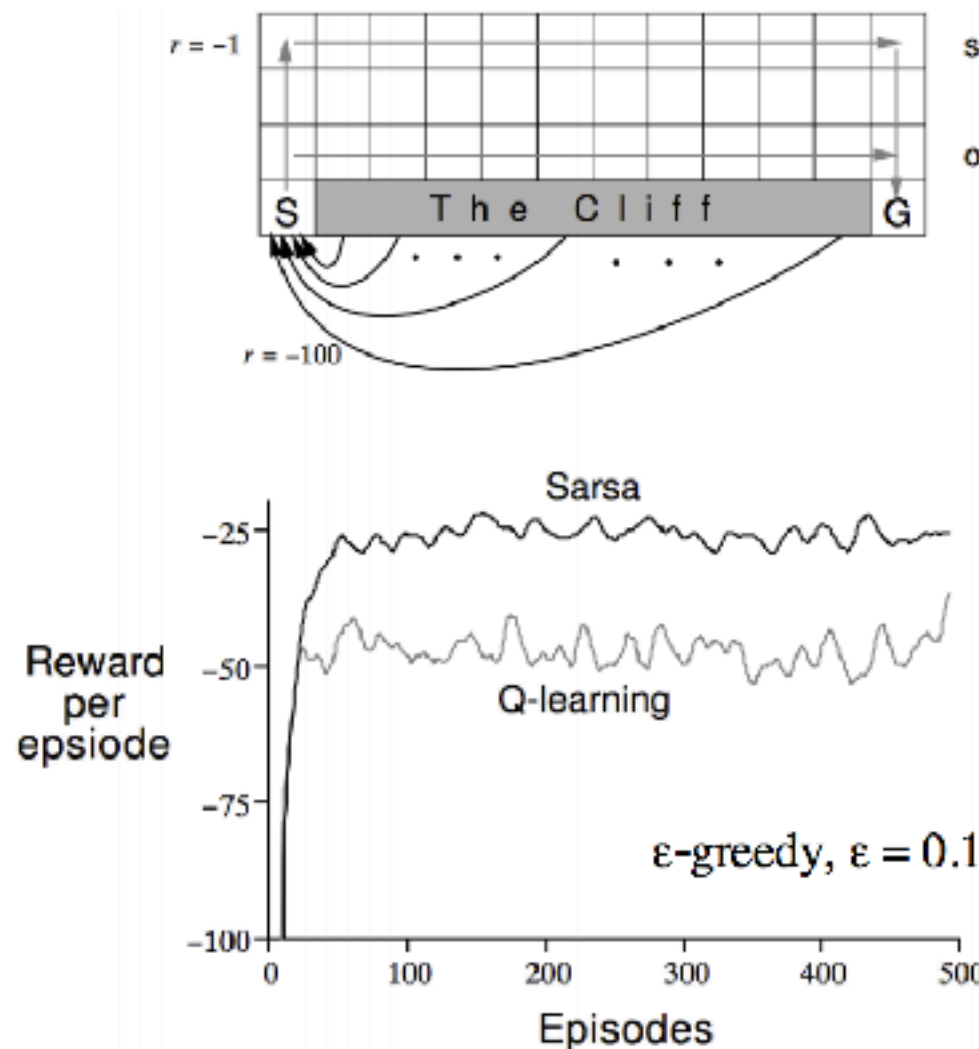 r = −1
s
o
S The Cliff G
r = −100
Sarsa
−25
−50
Q-learning
Reward
per
epsiode
−75
ε-greedy, ε = 0.1
−100
0 100 200 300 400 500
Episodes